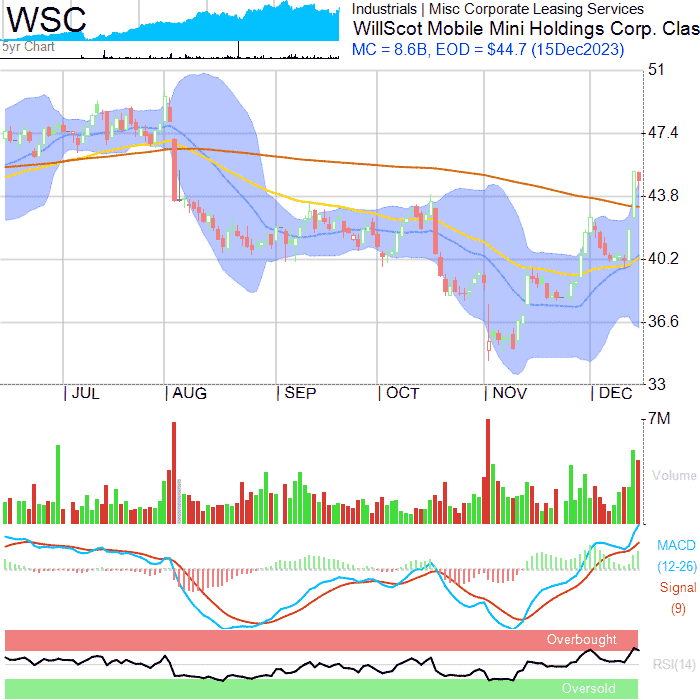 WSC
5yr Chart
Industrials | Misc Corporate Leasing Services
WillScot Mobile Mini Holdings Corp. Clas
MC = 8.6B, EOD = $44.7 (15Dec2023)
51
47.4
43.8
40.2
36.6
33
JUL
AUG
SEP
OCT
NOV
DEC
7M
Volume
MACD
(12-26)
Signal
(9)
Overbought
RSI(14)
Oversold